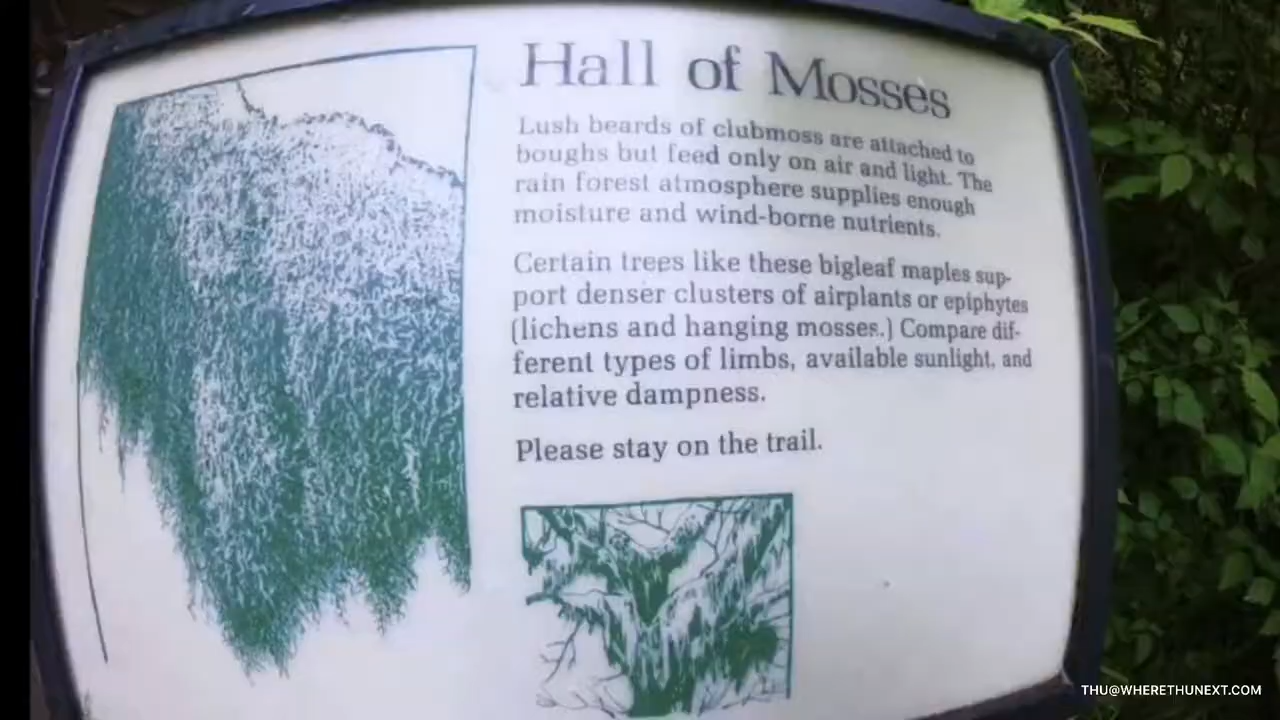 Hall of Mosses
Lush beards of clubmoss are attached to
boughs but feed only on air and light. The
rain forest atmosphere supplies enough
moisture and wind-borne nutrients.
Certain trees like these bigleaf maples sup-
port denser clusters of airplants or epiphytes
(lichens and hanging mosses.) Compare dif-
ferent types of limbs, available sunlight, and
relative dampness.
Please stay on the trail.
THU@WHERETHUNEXT.COM